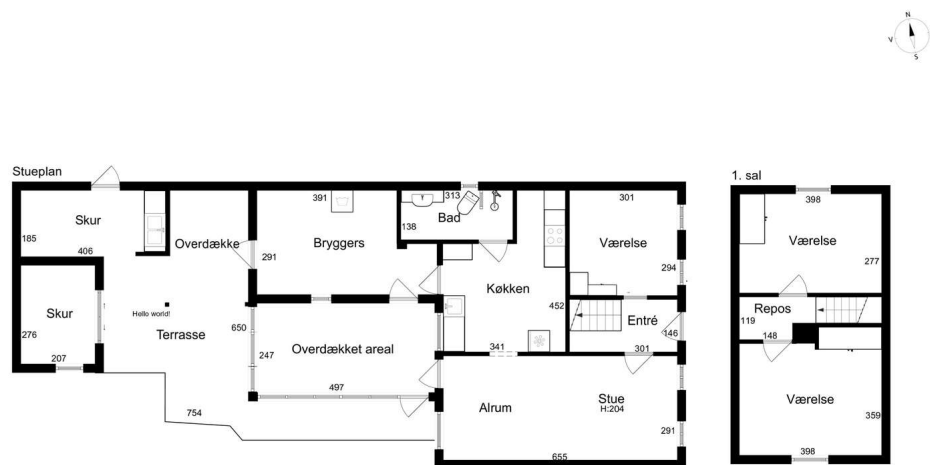 N
V
S
Stueplan
1. sal
Skur
185
406
Overdække
391
Bryggers
291
313
Bad
138
301
Værelse
294
398
Værelse
277
Skur
276
207
Hello world!
Terrasse
650
247
Overdækket areal
497
Køkken
452
341
Entré
146
301
Repos
119
148
754
Alrum
Stue
H:204
291
655
Værelse
359
398